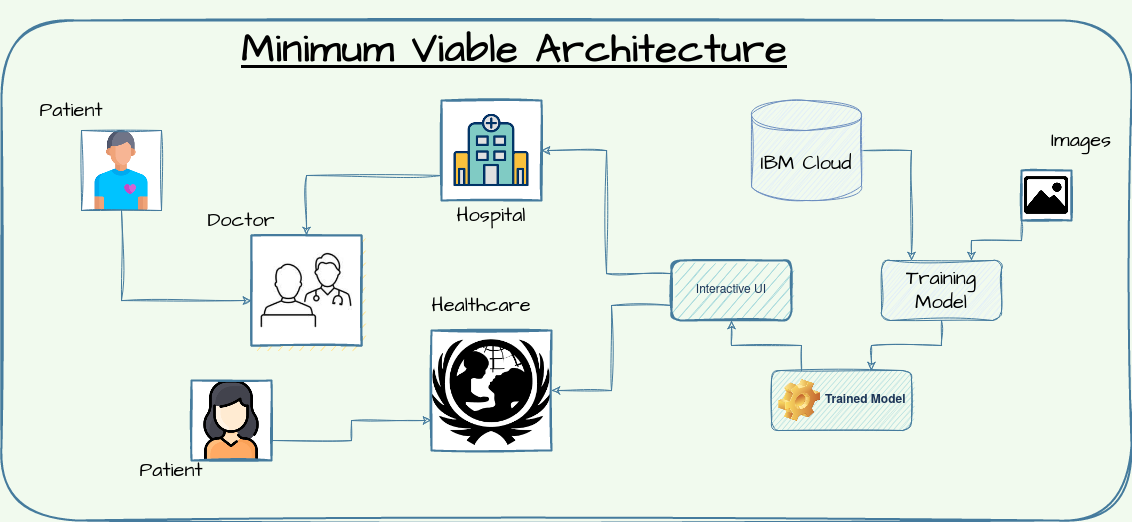 Minimum Viable Architecture
Patient
Images
IBM Cloud
Doctor
Hospital
Training
Model
Interactive UI
Healthcare
Trained Model
Patient